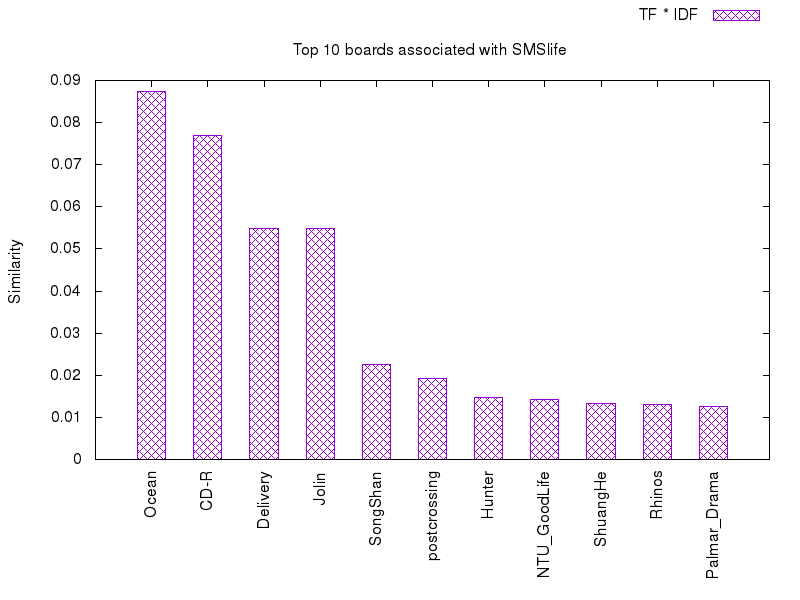 TF * IDF
Top 10 boards associated with SMSlife
0.09
0.08
0.07
0.06
0.05
0.04
0.03
0.02
0.01
0
Similarity
Ocean
CD-R
Delivery
Jolin
SongShan
postcrossing
Hunter
NTU_GoodLife
ShuangHe
Rhinos
Palmar_Drama